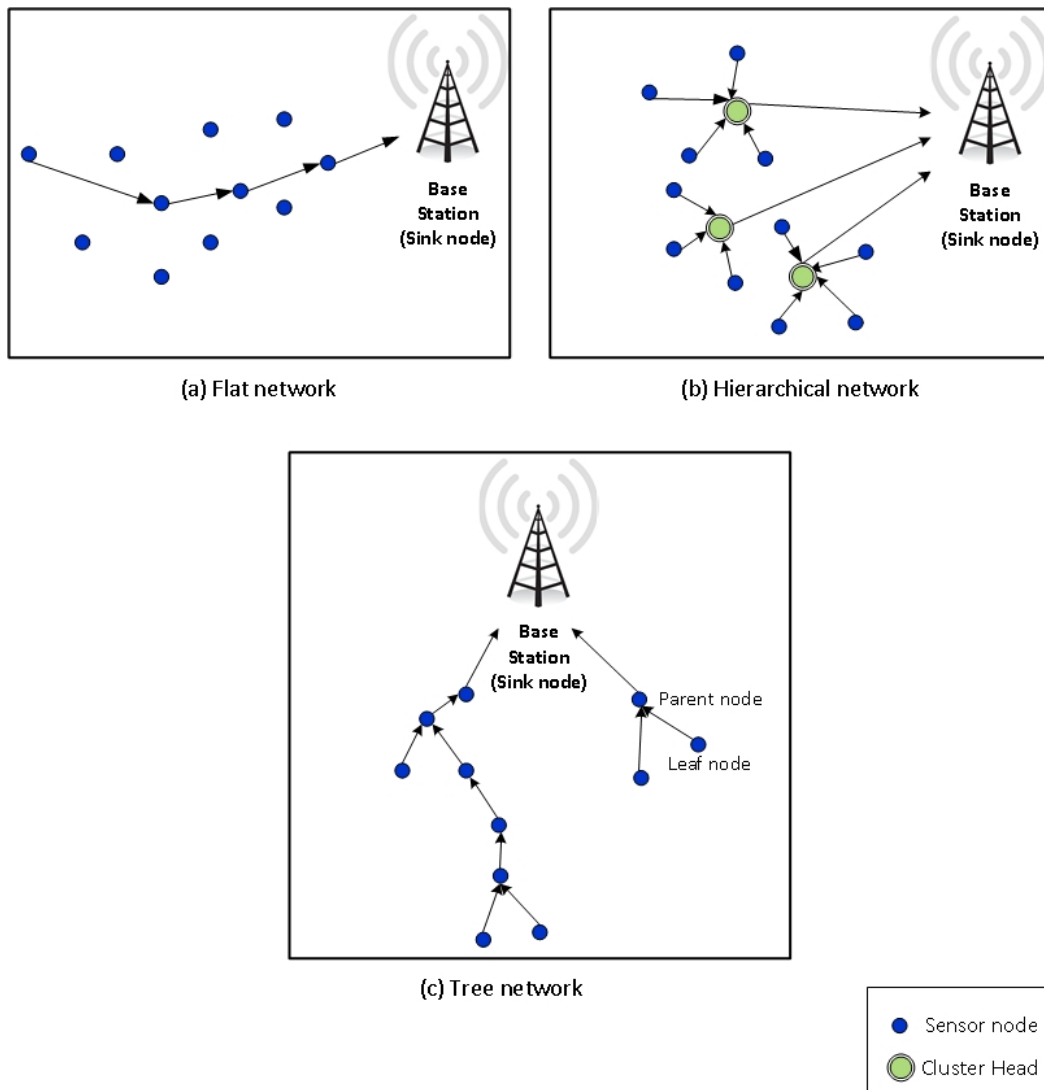 Base
Station
(Sink node)
(a) Flat network
Base
Station
(Sink node)
(b) Hierarchical network
Base
Station
(Sink node)
Parent node
Leaf node
(c) Tree network
Sensor node
Cluster Head